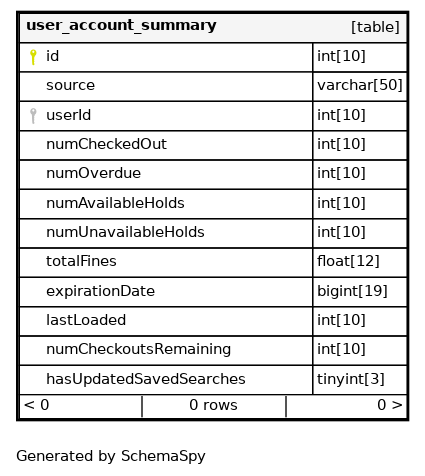 user_account_summary [table]
id int[10]
source varchar[50]
userId int[10]
numCheckedOut int[10]
numOverdue int[10]
numAvailableHolds int[10]
numUnavailableHolds int[10]
totalFines float[12]
expirationDate bigint[19]
lastLoaded int[10]
numCheckoutsRemaining int[10]
hasUpdatedSavedSearches tinyint[3]
< 0 0 rows 0 >
Generated by SchemaSpy